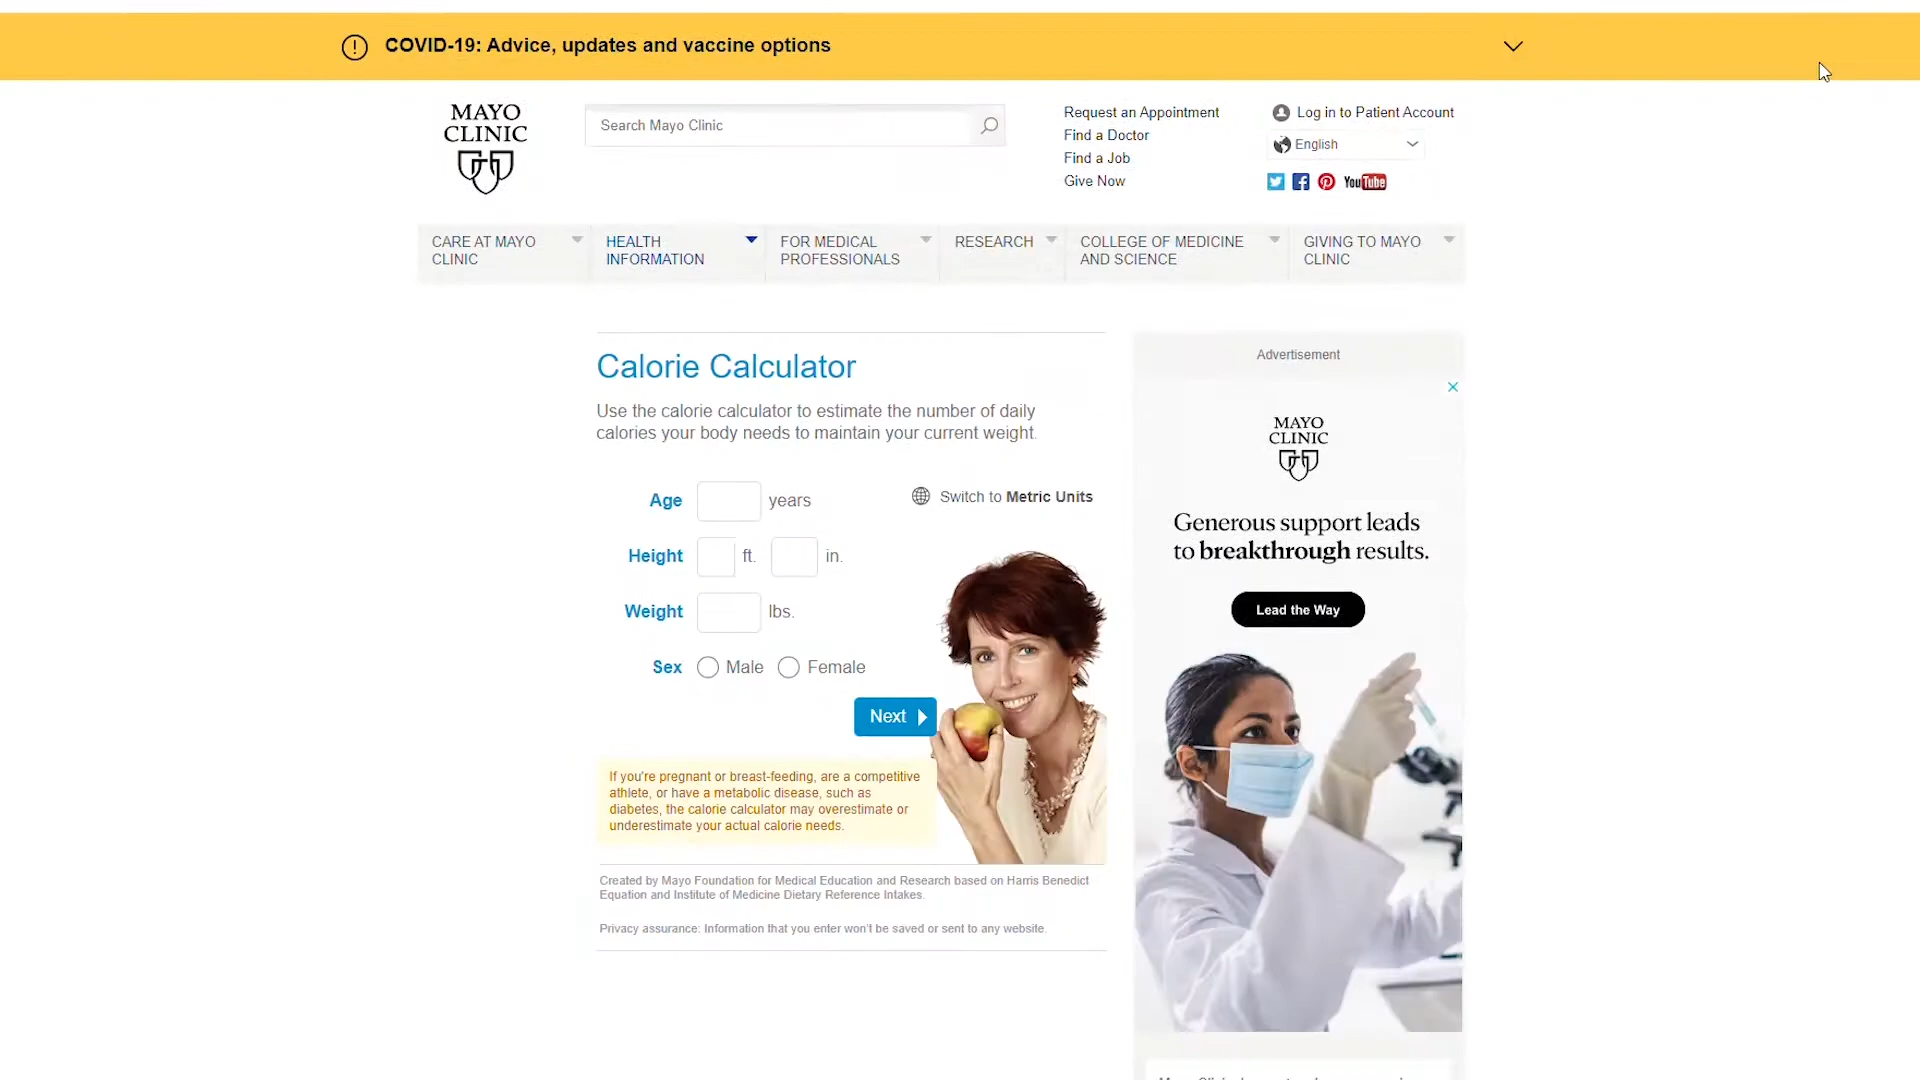 COVID-19: Advice, updates and vaccine options
MAYO
CLINIC
Search Mayo Clinic
Request an Appointment
Find a Doctor
Find a Job
Give Now
Log in to Patient Account
English
You Tube
CARE AT MAYO
CLINIC
HEALTH
INFORMATION
FOR MEDICAL
PROFESSIONALS
RESEARCH
COLLEGE OF MEDICINE
AND SCIENCE
GIVING TO MAYO
CLINIC
Calorie Calculator
Use the calorie calculator to estimate the number of daily
calories your body needs to maintain your current weight.
Age years
Switch to Metric Units
Height ft. in.
Weight lbs.
Sex Male Female
Next
If you're pregnant or breast-feeding, are a competitive
athlete, or have a metabolic disease, such as
diabetes, the calorie calculator may overestimate or
underestimate your actual calorie needs.
Created by Mayo Foundation for Medical Education and Research based on Harris Benedict
Equation and Institute of Medicine Dietary Reference Intakes.
Privacy assurance: Information that you enter won't be saved or sent to any website.
Advertisement
MAYO
CLINIC
Generous support leads
to breakthrough results.
Lead the Way